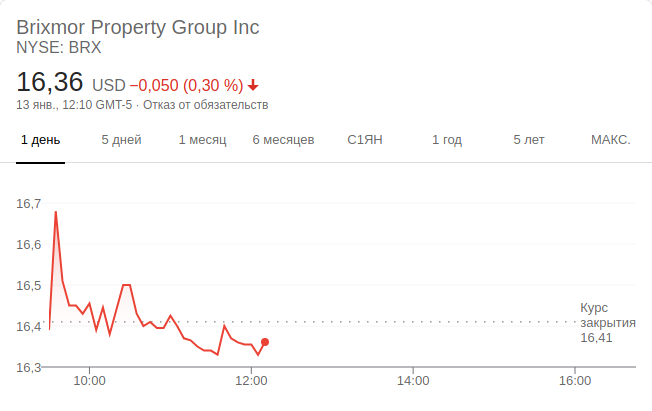 Brixmor Property Group Inc
NYSE: BRX
16,36 USD −0,050 (0,30 %)
13 янв., 12:10 GMT-5 · Отказ от обязательств
1 день 5 дней 1 месяц 6 месяцев С1ЯН 1 год 5 лет МАКС.
16,7
16,6
16,5
16,4
16,3
Курс
закрытия
16,41
10:00 12:00 14:00 16:00